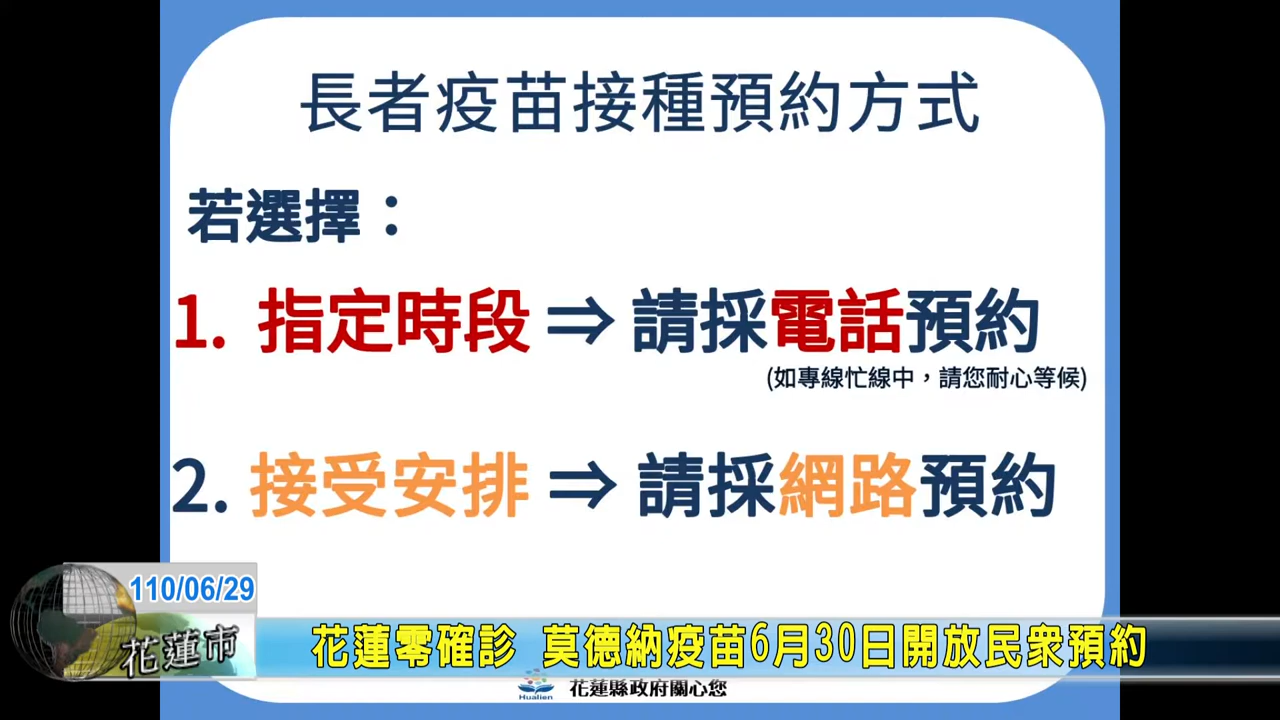 長者疫苗接種預約方式
若選擇：
1. 指定時段 ⇒ 請採電話預約
(如專線忙線中，請您耐心等候)
2. 接受安排 ⇒ 請採網路預約
110/06/29
花蓮市
花蓮零確診 莫德納疫苗6月30日開放民眾預約
Hualien
花蓮縣政府關心您